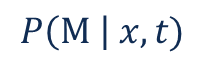 P(M | x, t)